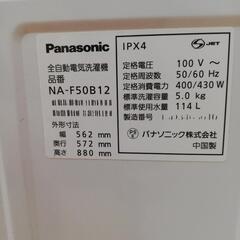 Panasonic
全自動電気洗濯機
品番
NA-F50B12
外形寸法
幅 562 mm
奥行 572 mm
高さ 880 mm
IPX4
S-JET
定格電圧 100 V ～
定格周波数 50/60 Hz
定格消費電力 400/430 W
標準洗濯容量 5.0 kg
標準使用水量 114 L
製造番号
パナソニック株式会社
中国製